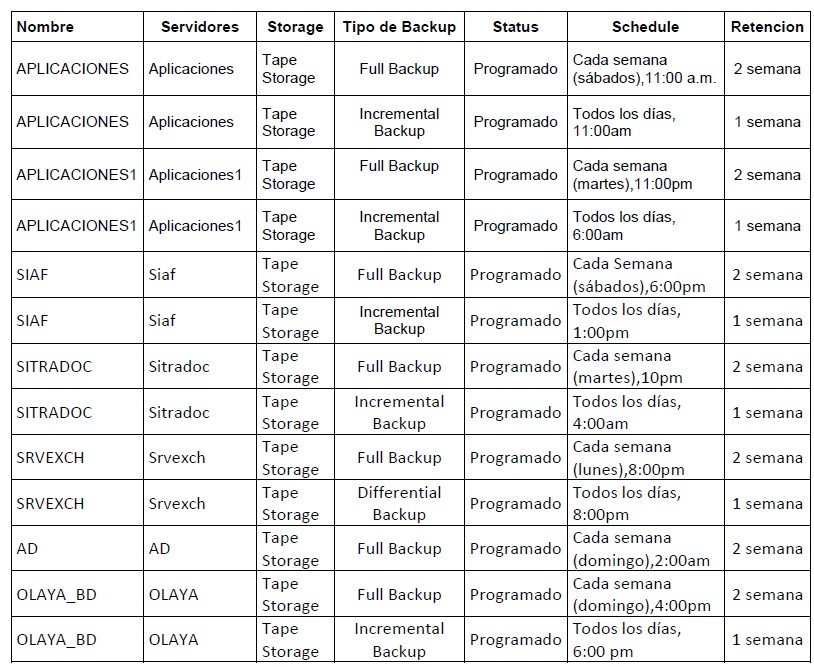 Nombre Servidores Storage Tipo de Backup Status Schedule Retencion
APLICACIONES Aplicaciones Tape Storage Full Backup Programado Cada semana (sábados),11:00 a.m. 2 semana
APLICACIONES Aplicaciones Tape Storage Incremental Backup Programado Todos los días, 11:00am 1 semana
APLICACIONES1 Aplicaciones1 Tape Storage Full Backup Programado Cada semana (martes),11:00pm 2 semana
APLICACIONES1 Aplicaciones1 Tape Storage Incremental Backup Programado Todos los días, 6:00am 1 semana
SIAF Siaf Tape Storage Full Backup Programado Cada Semana (sábados),6:00pm 2 semana
SIAF Siaf Tape Storage Incremental Backup Programado Todos los días, 1:00pm 1 semana
SITRADOC Sitradoc Tape Storage Full Backup Programado Cada semana (martes),10pm 2 semana
SITRADOC Sitradoc Tape Storage Incremental Backup Programado Todos los días, 4:00am 1 semana
SRVEXCH Srvexch Tape Storage Full Backup Programado Cada semana (lunes),8:00pm 2 semana
SRVEXCH Srvexch Tape Storage Differential Backup Programado Todos los días, 8:00pm 1 semana
AD AD Tape Storage Full Backup Programado Cada semana (domingo),2:00am 2 semana
OLAYA_BD OLAYA Tape Storage Full Backup Programado Cada semana (domingo),4:00pm 2 semana
OLAYA_BD OLAYA Tape Storage Incremental Backup Programado Todos los días, 6:00 pm 1 semana